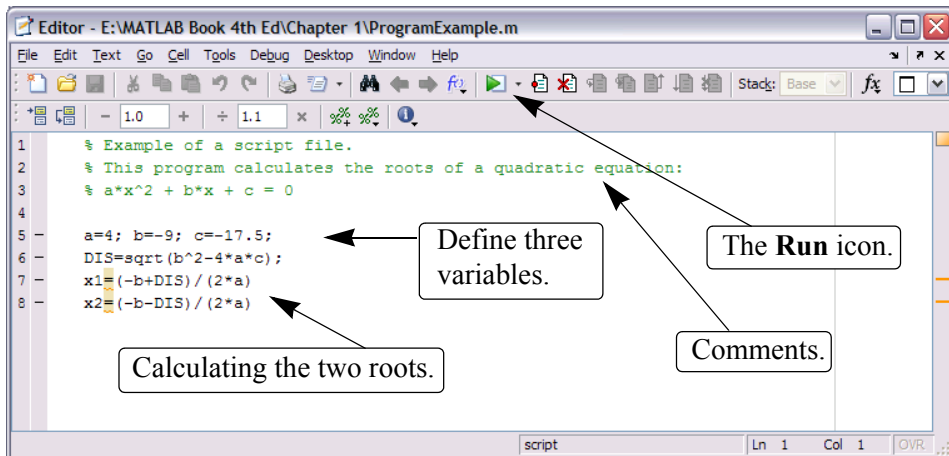 Editor - E:\MATLAB Book 4th Ed\Chapter 1\ProgramExample.m
File Edit Text Go Cell Tools Debug Desktop Window Help
Stack: Base fx
- 1.0 + ÷ 1.1 ×
1 % Example of a script file.
2 % This program calculates the roots of a quadratic equation:
3 % a*x^2 + b*x + c = 0
4
5 - a=4; b=-9; c=-17.5;
6 - DIS=sqrt(b^2-4*a*c);
7 - x1=(-b+DIS)/(2*a)
8 - x2=(-b-DIS)/(2*a)
Define three
variables.
The Run icon.
Comments.
Calculating the two roots.
script Ln 1 Col 1 OVR